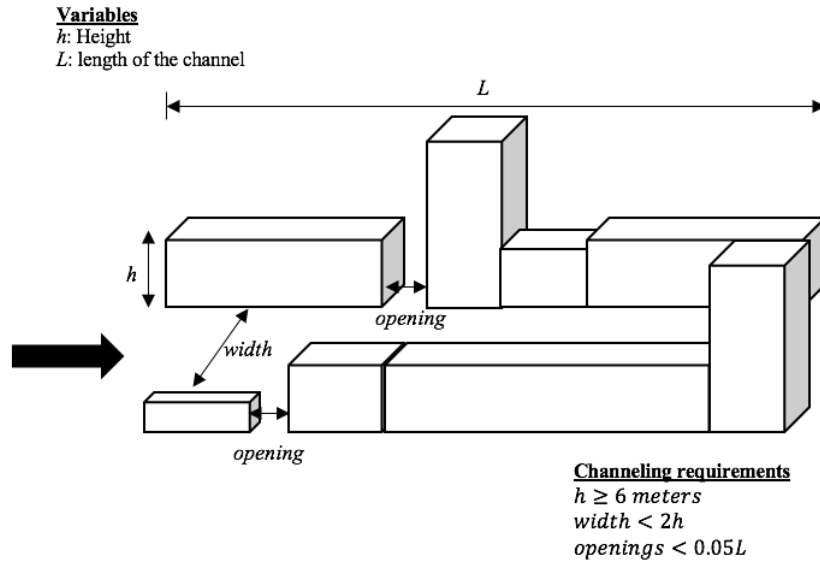 Variables
h: Height
L: length of the channel
L
h
opening
width
opening
Channeling requirements
h ≥ 6 meters
width < 2h
openings < 0.05L